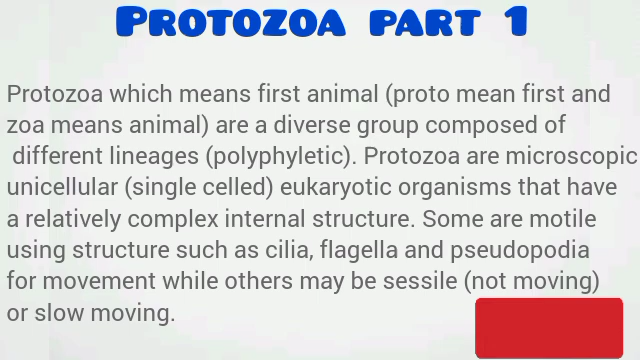 PROTOZOA PART 1
Protozoa which means first animal (proto mean first and
zoa means animal) are a diverse group composed of
different lineages (polyphyletic). Protozoa are microscopic
unicellular (single celled) eukaryotic organisms that have
a relatively complex internal structure. Some are motile
using structure such as cilia, flagella and pseudopodia
for movement while others may be sessile (not moving)
or slow moving.